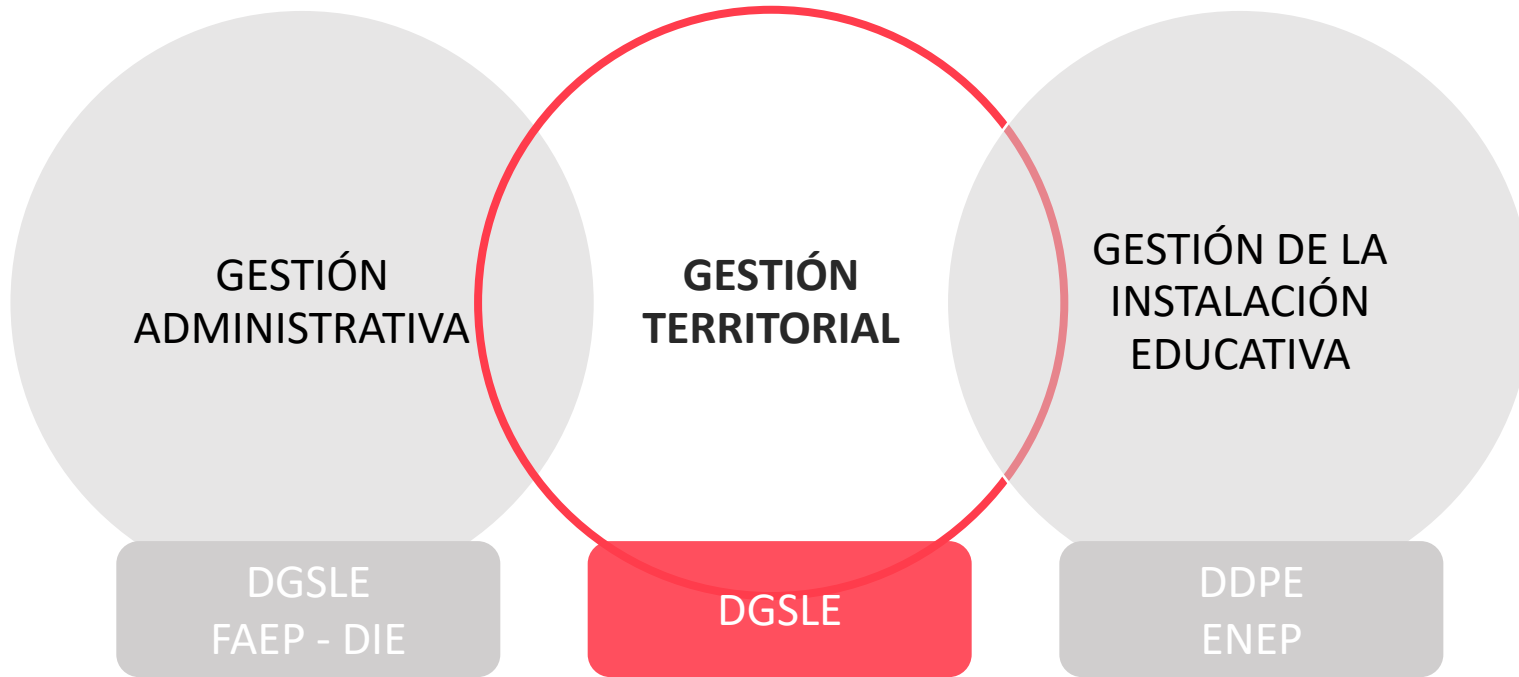 GESTIÓN
ADMINISTRATIVA
GESTIÓN
TERRITORIAL
GESTIÓN DE LA
INSTALACIÓN
EDUCATIVA
DGSLE
FAEP - DIE
DGSLE
DDPE
ENEP